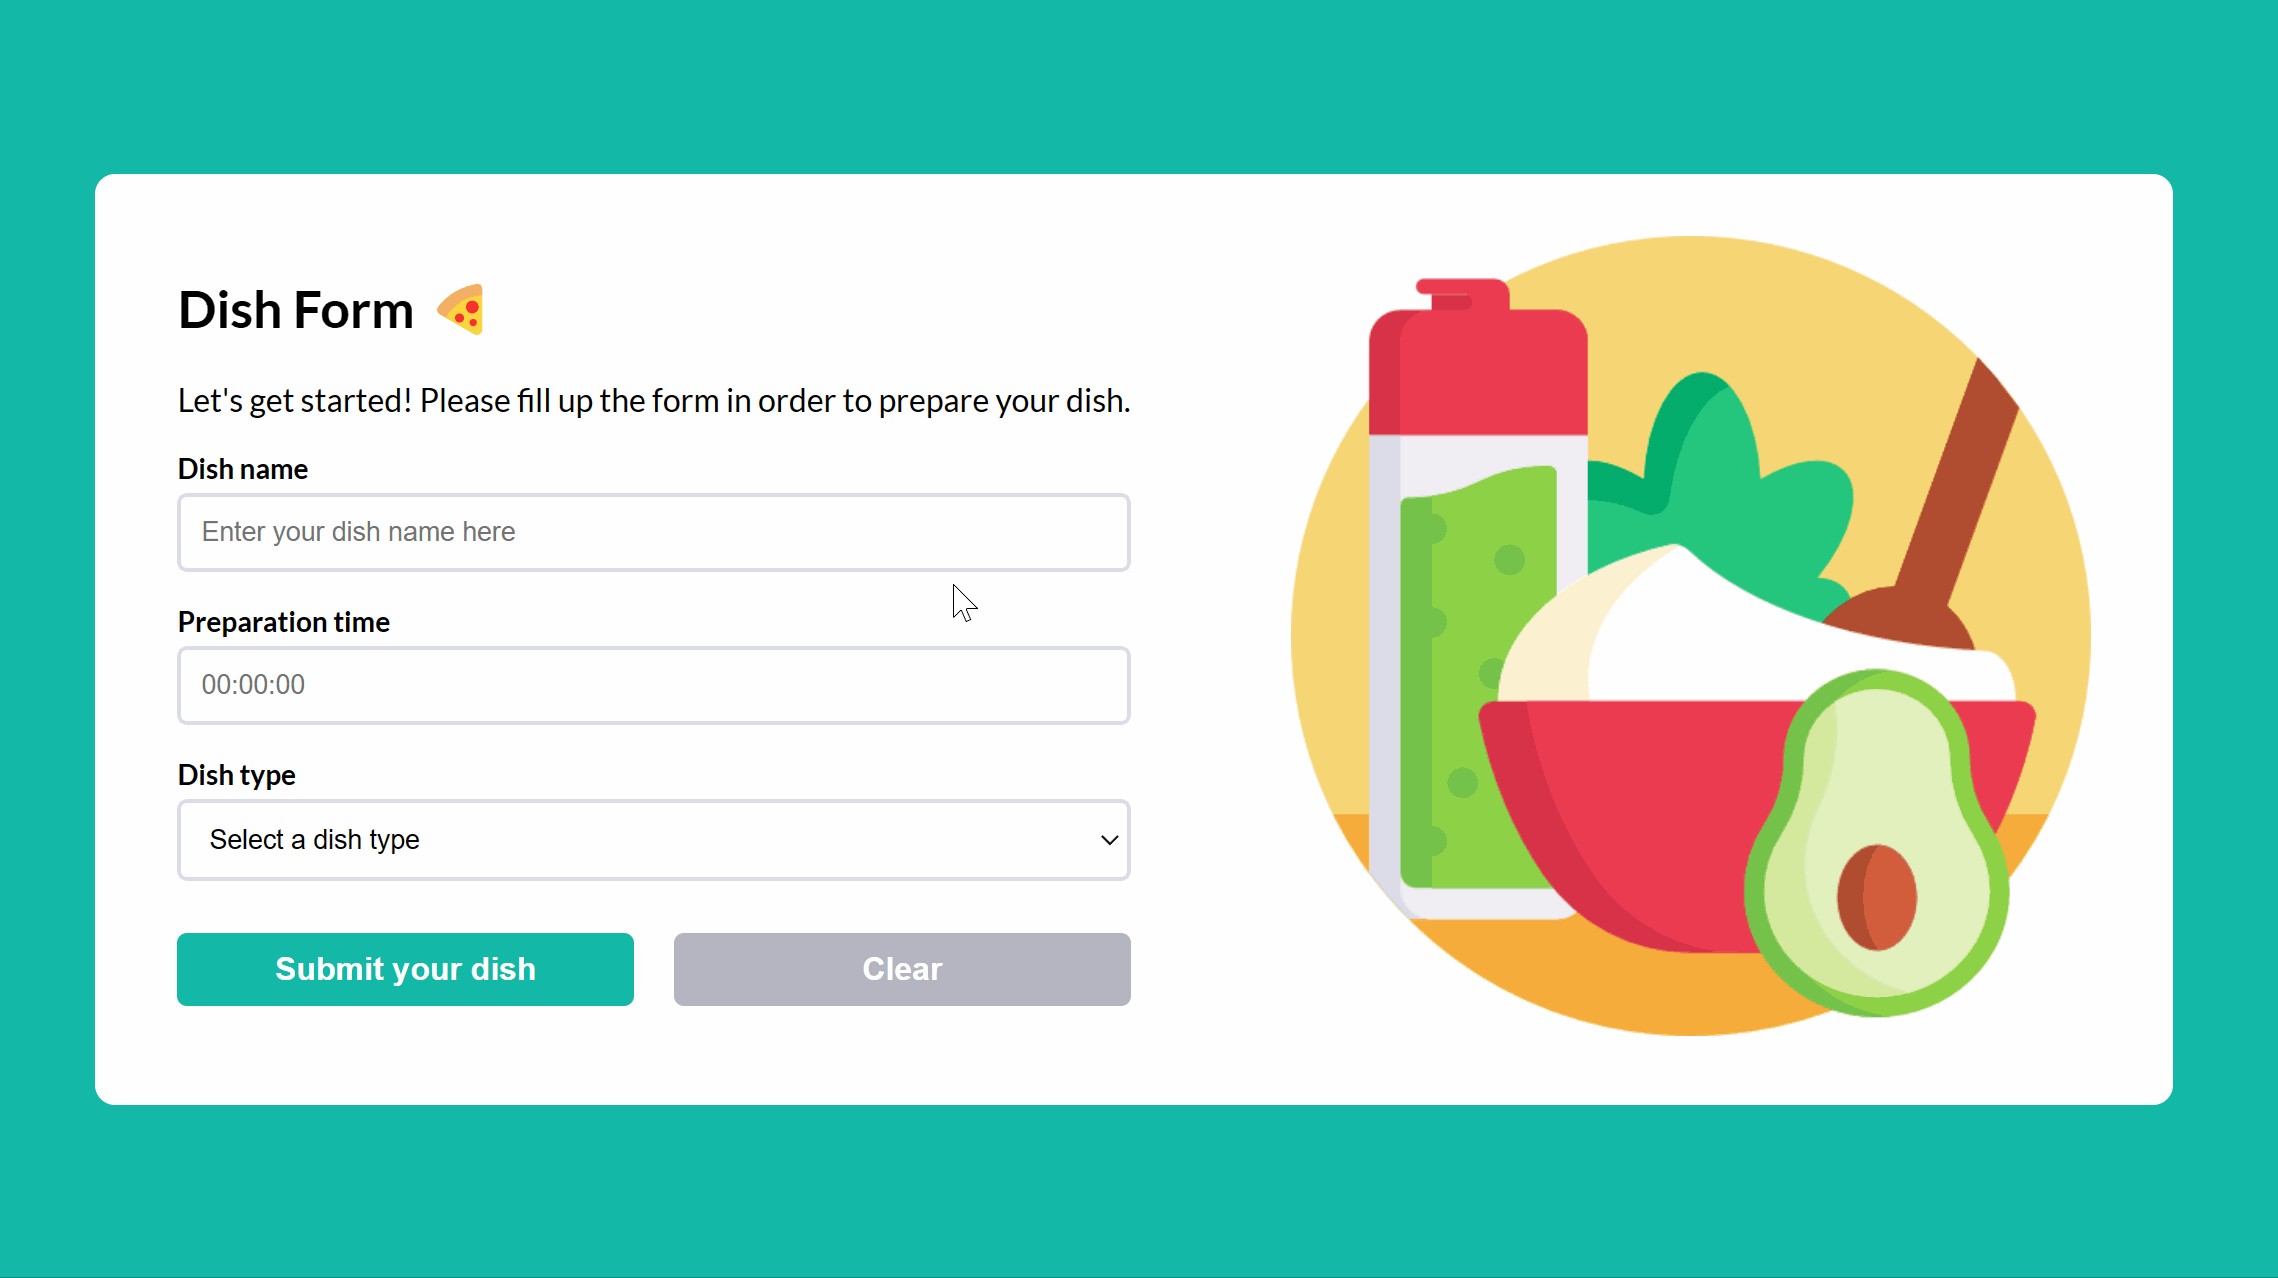 Dish Form
Let's get started! Please fill up the form in order to prepare your dish.
Dish name
Enter your dish name here
Preparation time
00:00:00
Dish type
Select a dish type
Submit your dish
Clear